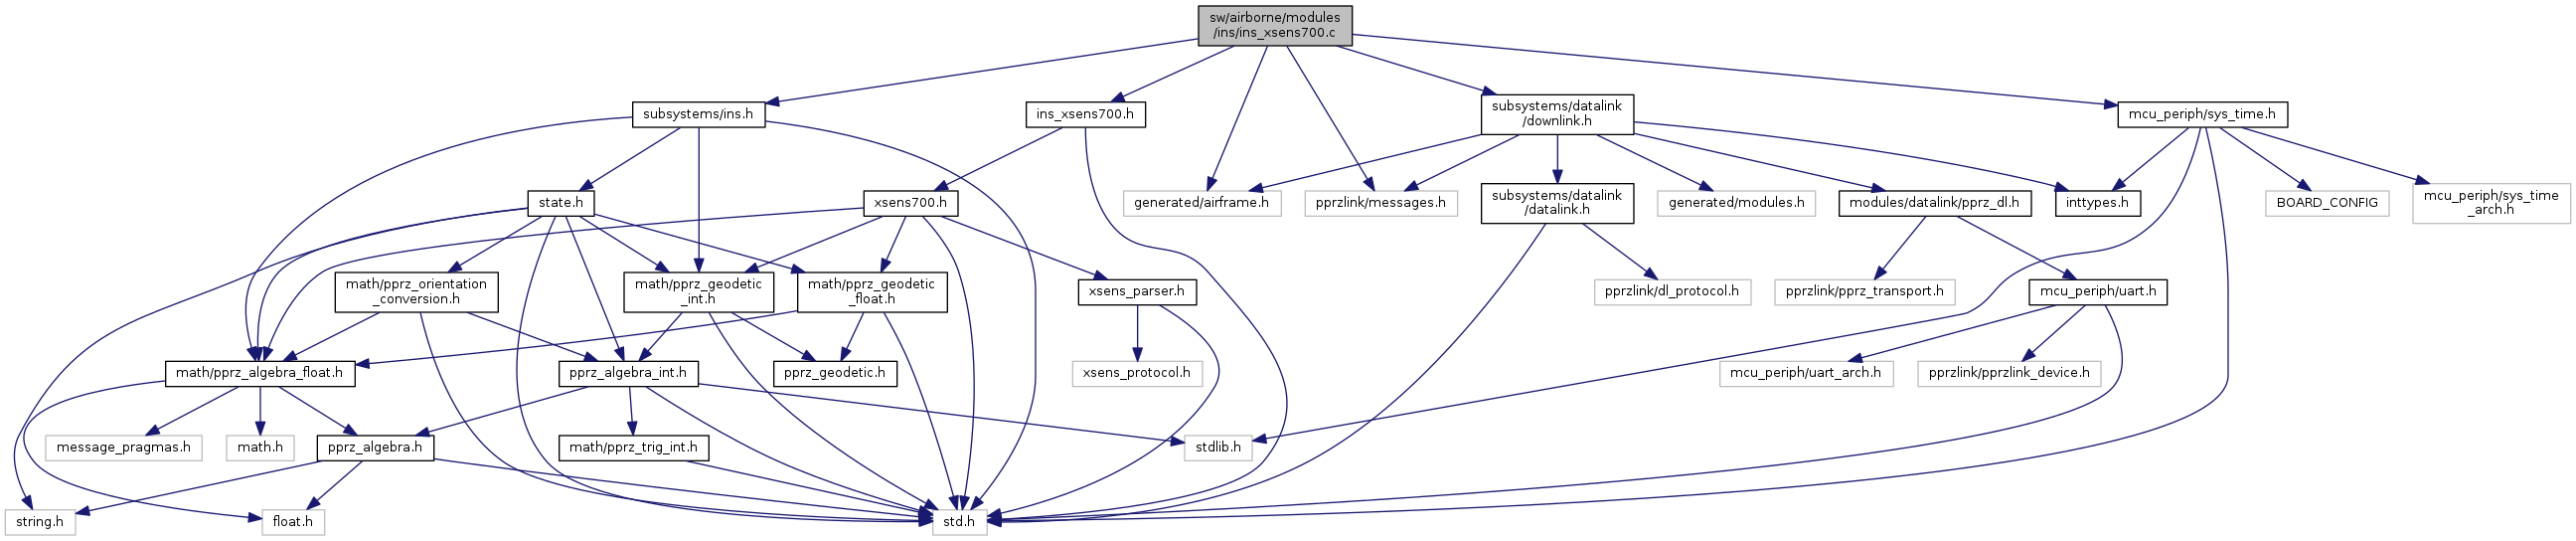 sw/airborne/modules
/ins/ins_xsens700.c
subsystems/ins.h
ins_xsens700.h
subsystems/datalink
/downlink.h
mcu_periph/sys_time.h
state.h
xsens700.h
generated/airframe.h
pprzlink/messages.h
subsystems/datalink
/datalink.h
generated/modules.h
modules/datalink/pprz_dl.h
inttypes.h
BOARD_CONFIG
mcu_periph/sys_time
_arch.h
math/pprz_orientation
_conversion.h
math/pprz_geodetic
_int.h
math/pprz_geodetic
_float.h
xsens_parser.h
pprzlink/dl_protocol.h
pprzlink/pprz_transport.h
mcu_periph/uart.h
math/pprz_algebra_float.h
pprz_algebra_int.h
pprz_geodetic.h
xsens_protocol.h
mcu_periph/uart_arch.h
pprzlink/pprzlink_device.h
message_pragmas.h
math.h
pprz_algebra.h
math/pprz_trig_int.h
stdlib.h
string.h
float.h
std.h